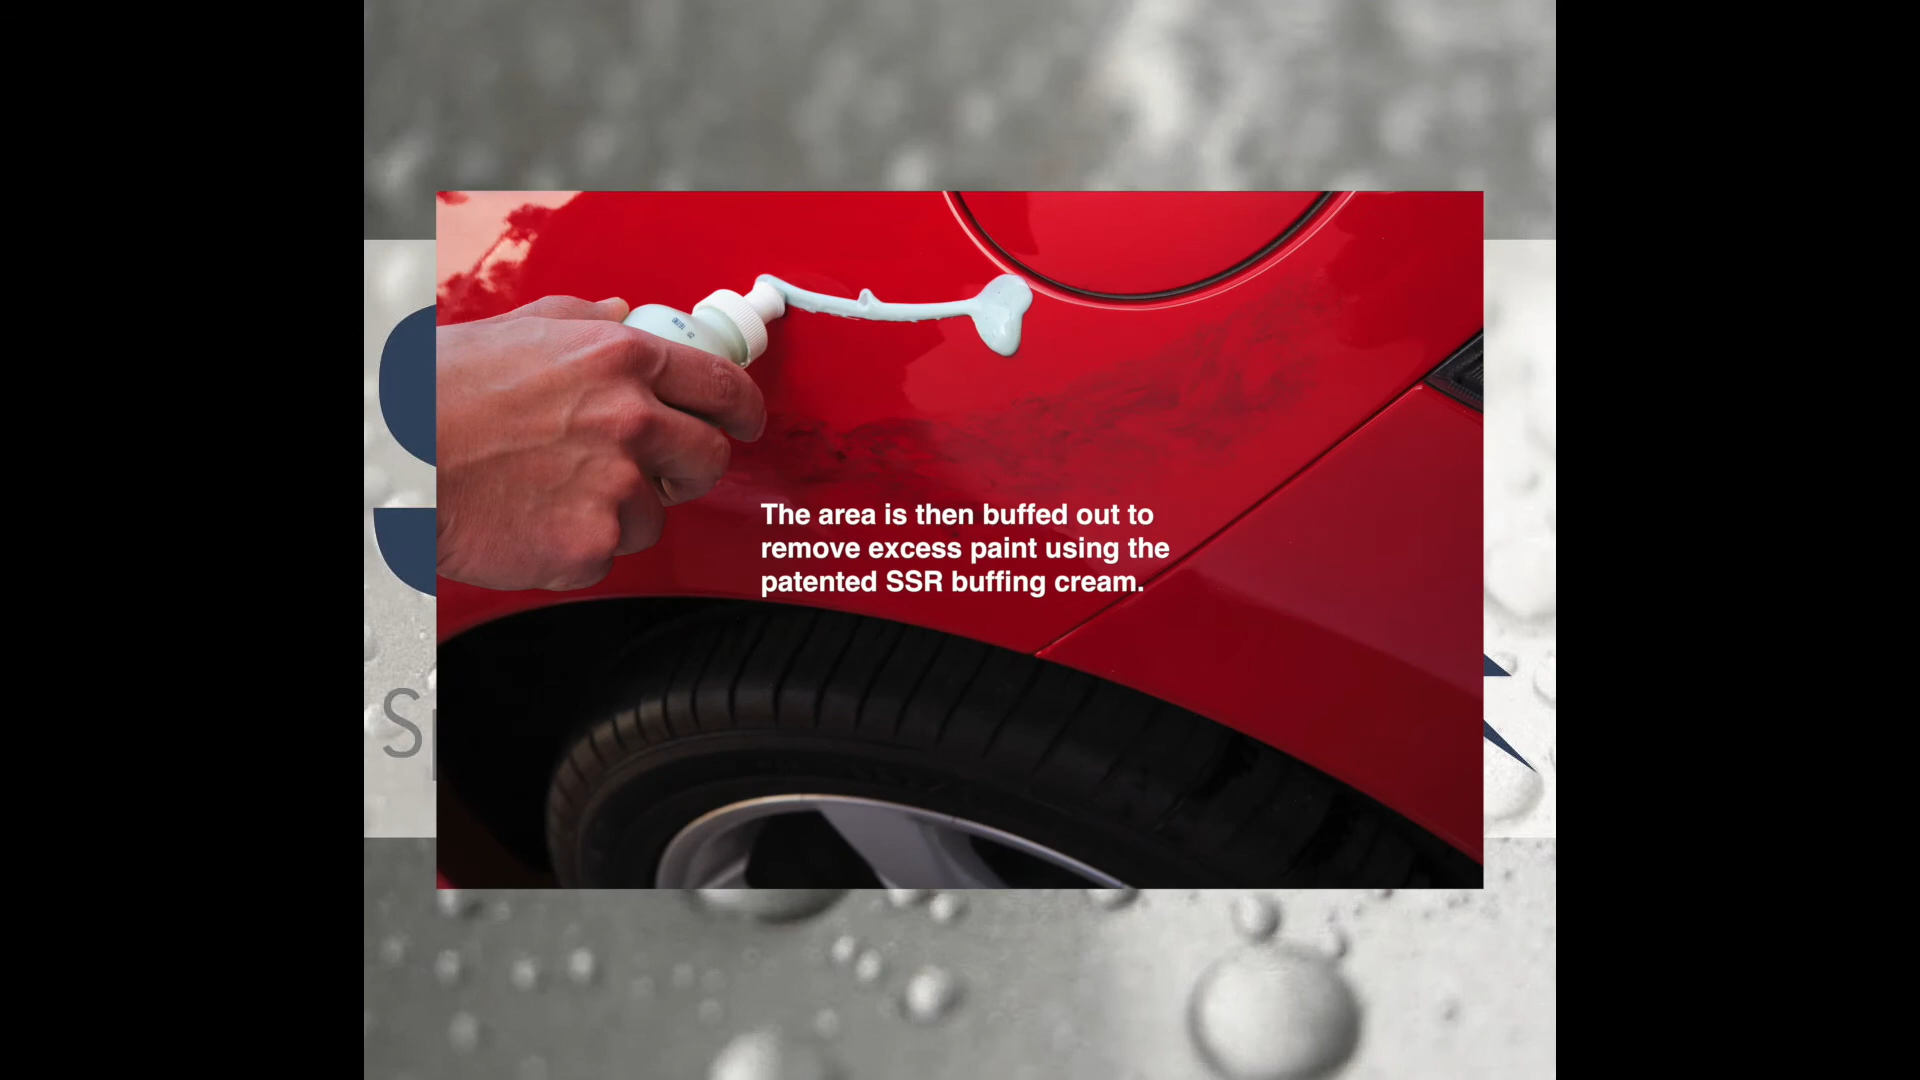 The area is then buffed out to
remove excess paint using the
patented SSR buffing cream.